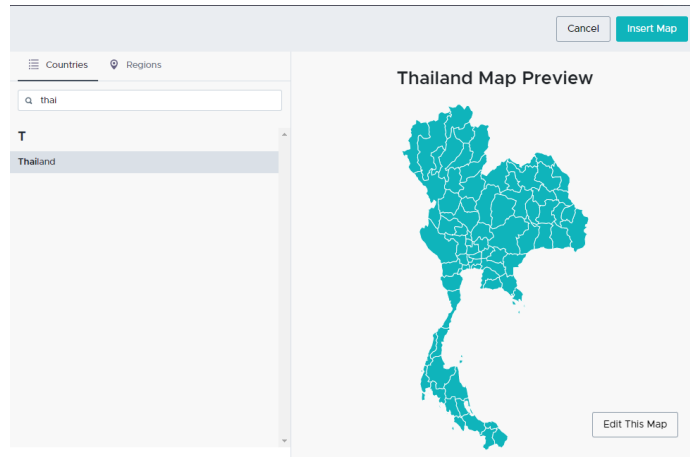 Cancel
Insert Map
Countries
Regions
thai
T
Thailand
Thailand Map Preview
Edit This Map